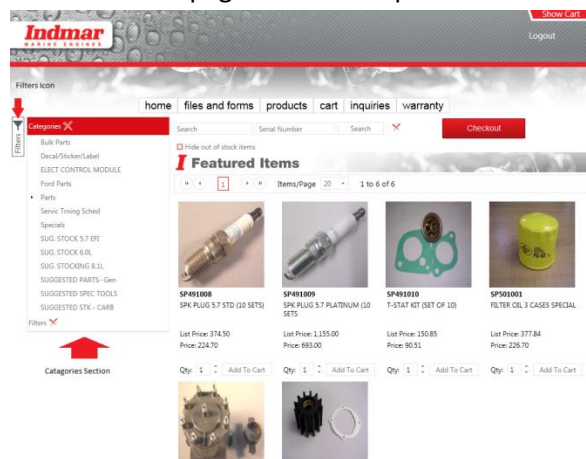 Show Cart
Indmar
MARINE ENGINES
Logout
Filters Icon
home files and forms products cart inquiries warranty
Filters
Categories
Search Serial Number Search Checkout
Hide out of stock items
Bulk Parts
Decal/Sticker/Label
ELECT CONTROL MODULE
Ford Parts
Parts
Servic Trning Sched
Specials
SUG. STOCK 5.7 EFI
SUG. STOCK 6.0L
SUG. STOCKING 8.1L
SUGGESTED PARTS- Gen
SUGGESTED SPEC TOOLS
SUGGESTED STK - CARB
Filters
Catagories Section
I Featured Items
1 Items/Page 20 1 to 6 of 6
SP491008
SPK PLUG 5.7 STD (10 SETS)
List Price: 374.50
Price: 224.70
Qty: 1 Add To Cart
SP491009
SPK PLUG 5.7 PLATINUM (10 SETS
List Price: 1,155.00
Price: 693.00
Qty: 1 Add To Cart
SP491010
T-STAT KIT (SET OF 10)
List Price: 150.85
Price: 90.51
Qty: 1 Add To Cart
SP501001
FILTER OIL 3 CASES SPECIAL
List Price: 377.84
Price: 226.70
Qty: 1 Add To Cart